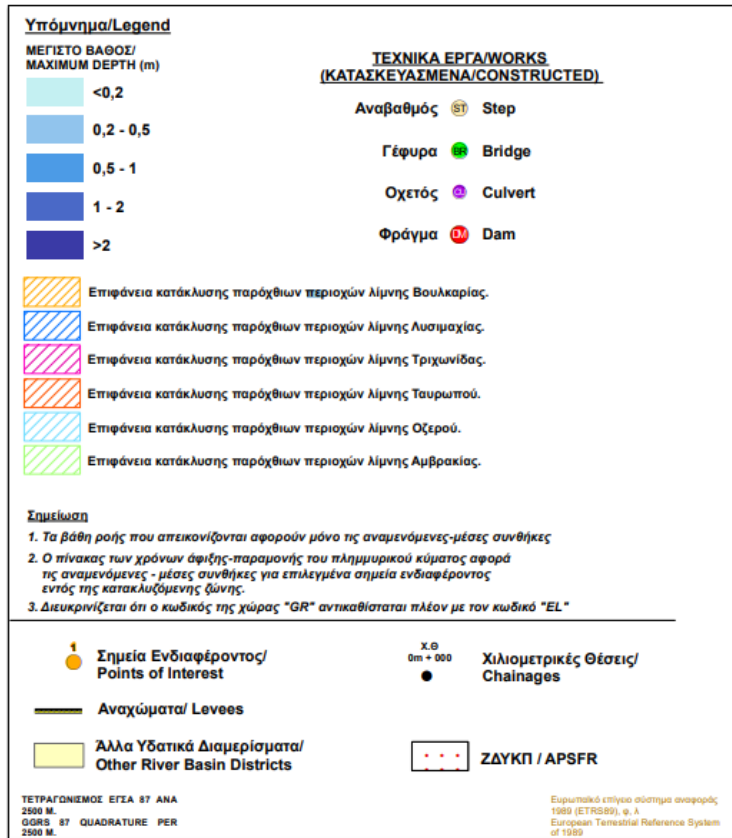 Υπόμνημα/Legend
ΜΕΓΙΣΤΟ ΒΑΘΟΣ/
MAXIMUM DEPTH (m)
<0,2
0,2 - 0,5
0,5 - 1
1 - 2
>2
ΤΕΧΝΙΚΑ ΕΡΓΑ/WORKS
(ΚΑΤΑΣΚΕΥΑΣΜΕΝΑ/CONSTRUCTED)
Αναβαθμός ST Step
Γέφυρα BR Bridge
Οχετός CU Culvert
Φράγμα DM Dam
Επιφάνεια κατάκλυσης παρόχθιων περιοχών λίμνης Βουλκαρίας.
Επιφάνεια κατάκλυσης παρόχθιων περιοχών λίμνης Λυσιμαχίας.
Επιφάνεια κατάκλυσης παρόχθιων περιοχών λίμνης Τριχωνίδας.
Επιφάνεια κατάκλυσης παρόχθιων περιοχών λίμνης Ταυρωπού.
Επιφάνεια κατάκλυσης παρόχθιων περιοχών λίμνης Οζερού.
Επιφάνεια κατάκλυσης παρόχθιων περιοχών λίμνης Αμβρακίας.
Σημείωση
1. Τα βάθη ροής που απεικονίζονται αφορούν μόνο τις αναμενόμενες-μέσες συνθήκες
2. Ο πίνακας των χρόνων άφιξης-παραμονής του πλημμυρικού κύματος αφορά
τις αναμενόμενες - μέσες συνθήκες για επιλεγμένα σημεία ενδιαφέροντος
εντός της κατακλυζόμενης ζώνης.
3. Διευκρινίζεται ότι ο κωδικός της χώρας "GR" αντικαθίσταται πλέον με τον κωδικό "EL"
1
Σημεία Ενδιαφέροντος/
Points of Interest
Χ.Θ
0m + 000
Χιλιομετρικές Θέσεις/
Chainages
Αναχώματα/ Levees
Άλλα Υδατικά Διαμερίσματα/
Other River Basin Districts
ΖΔΥΚΠ / APSFR
ΤΕΤΡΑΓΩΝΙΣΜΟΣ ΕΓΣΑ 87 ΑΝΑ
2500 Μ.
GGRS 87 QUADRATURE PER
2500 M.
Ευρωπαϊκό επίγειο σύστημα αναφοράς
1989 (ETRS89), φ, λ
European Terrestrial Reference System
of 1989